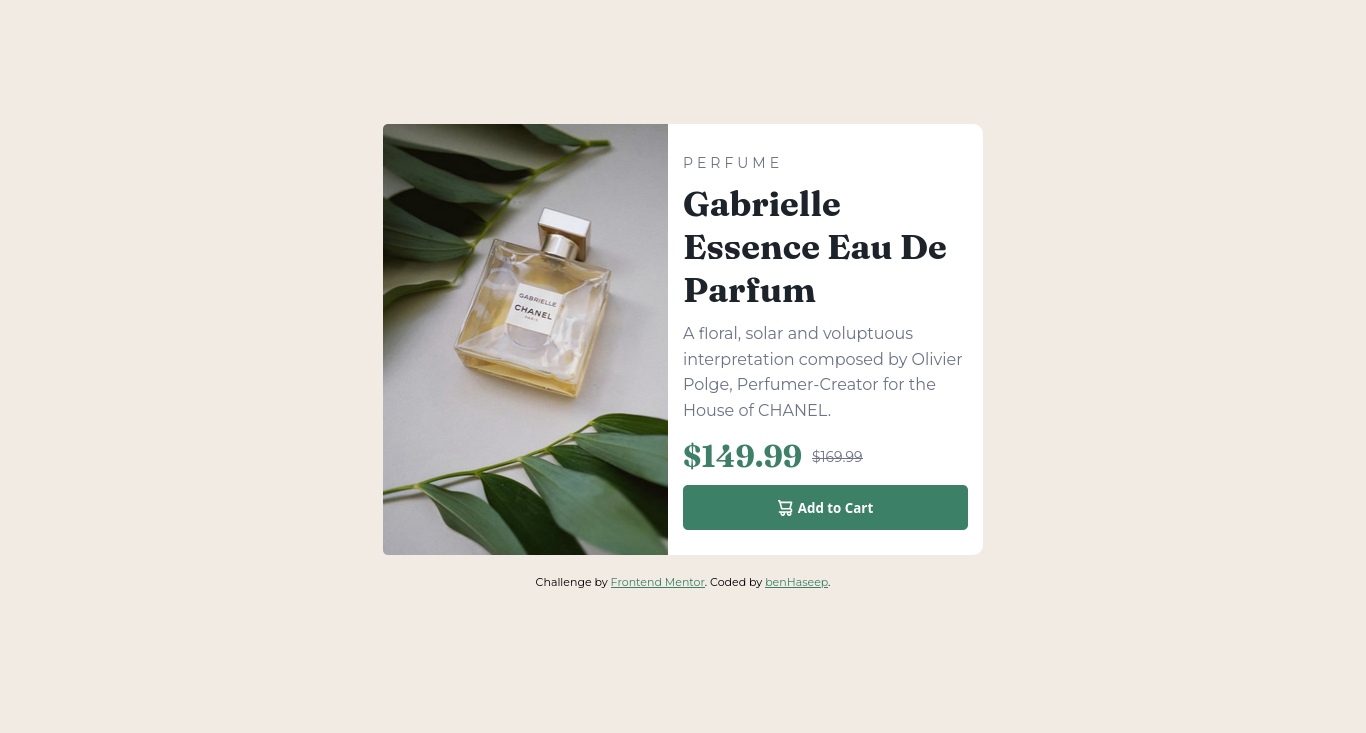 GABRIELLE
CHANEL
PARIS
PERFUME
Gabrielle
Essence Eau De
Parfum
A floral, solar and voluptuous
interpretation composed by Olivier
Polge, Perfumer-Creator for the
House of CHANEL.
$149.99 $169.99
Add to Cart
Challenge by Frontend Mentor. Coded by benHaseep.